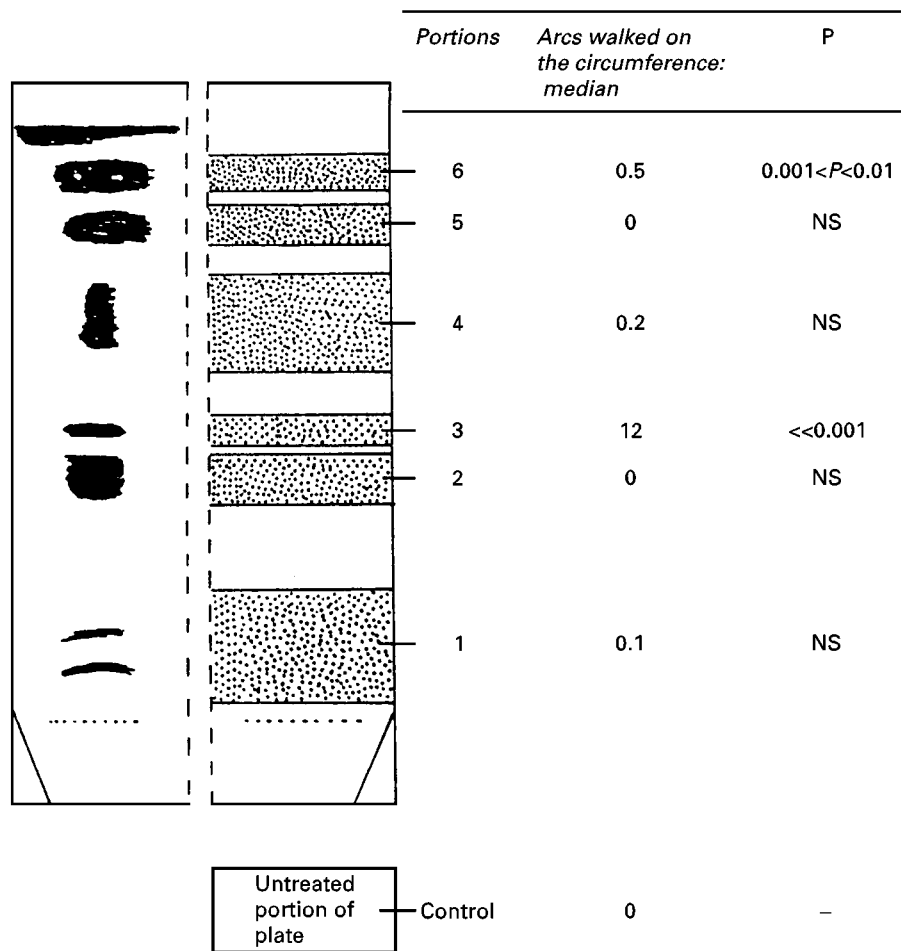 Portions Arcs walked on P
the circumference:
median
6 0.5 0.001<P<0.01
5 0 NS
4 0.2 NS
3 12 <<0.001
2 0 NS
1 0.1 NS
Untreated
portion of Control 0 –
plate